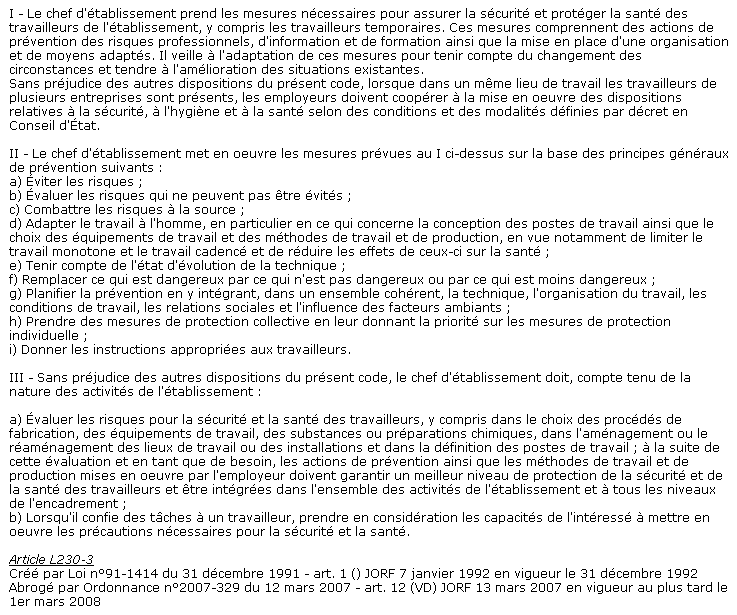 I - Le chef d'établissement prend les mesures nécessaires pour assurer la sécurité et protéger la santé des
travailleurs de l'établissement, y compris les travailleurs temporaires. Ces mesures comprennent des actions de
prévention des risques professionnels, d'information et de formation ainsi que la mise en place d'une organisation
et de moyens adaptés. Il veille à l'adaptation de ces mesures pour tenir compte du changement des
circonstances et tendre à l'amélioration des situations existantes.
Sans préjudice des autres dispositions du présent code, lorsque dans un même lieu de travail les travailleurs de
plusieurs entreprises sont présents, les employeurs doivent coopérer à la mise en oeuvre des dispositions
relatives à la sécurité, à l'hygiène et à la santé selon des conditions et des modalités définies par décret en
Conseil d'État.
II - Le chef d'établissement met en oeuvre les mesures prévues au I ci-dessus sur la base des principes généraux
de prévention suivants :
a) Éviter les risques ;
b) Évaluer les risques qui ne peuvent pas être évités ;
c) Combattre les risques à la source ;
d) Adapter le travail à l'homme, en particulier en ce qui concerne la conception des postes de travail ainsi que le
choix des équipements de travail et des méthodes de travail et de production, en vue notamment de limiter le
travail monotone et le travail cadencé et de réduire les effets de ceux-ci sur la santé ;
e) Tenir compte de l'état d'évolution de la technique ;
f) Remplacer ce qui est dangereux par ce qui n'est pas dangereux ou par ce qui est moins dangereux ;
g) Planifier la prévention en y intégrant, dans un ensemble cohérent, la technique, l'organisation du travail, les
conditions de travail, les relations sociales et l'influence des facteurs ambiants ;
h) Prendre des mesures de protection collective en leur donnant la priorité sur les mesures de protection
individuelle ;
i) Donner les instructions appropriées aux travailleurs.
III - Sans préjudice des autres dispositions du présent code, le chef d'établissement doit, compte tenu de la
nature des activités de l'établissement :
a) Évaluer les risques pour la sécurité et la santé des travailleurs, y compris dans le choix des procédés de
fabrication, des équipements de travail, des substances ou préparations chimiques, dans l'aménagement ou le
réaménagement des lieux de travail ou des installations et dans la définition des postes de travail ; à la suite de
cette évaluation et en tant que de besoin, les actions de prévention ainsi que les méthodes de travail et de
production mises en oeuvre par l'employeur doivent garantir un meilleur niveau de protection de la sécurité et de
la santé des travailleurs et être intégrées dans l'ensemble des activités de l'établissement et à tous les niveaux
de l'encadrement ;
b) Lorsqu'il confie des tâches à un travailleur, prendre en considération les capacités de l'intéressé à mettre en
oeuvre les précautions nécessaires pour la sécurité et la santé.
Article L230-3
Créé par Loi n°91-1414 du 31 décembre 1991 - art. 1 () JORF 7 janvier 1992 en vigueur le 31 décembre 1992
Abrogé par Ordonnance n°2007-329 du 12 mars 2007 - art. 12 (VD) JORF 13 mars 2007 en vigueur au plus tard le
1er mars 2008